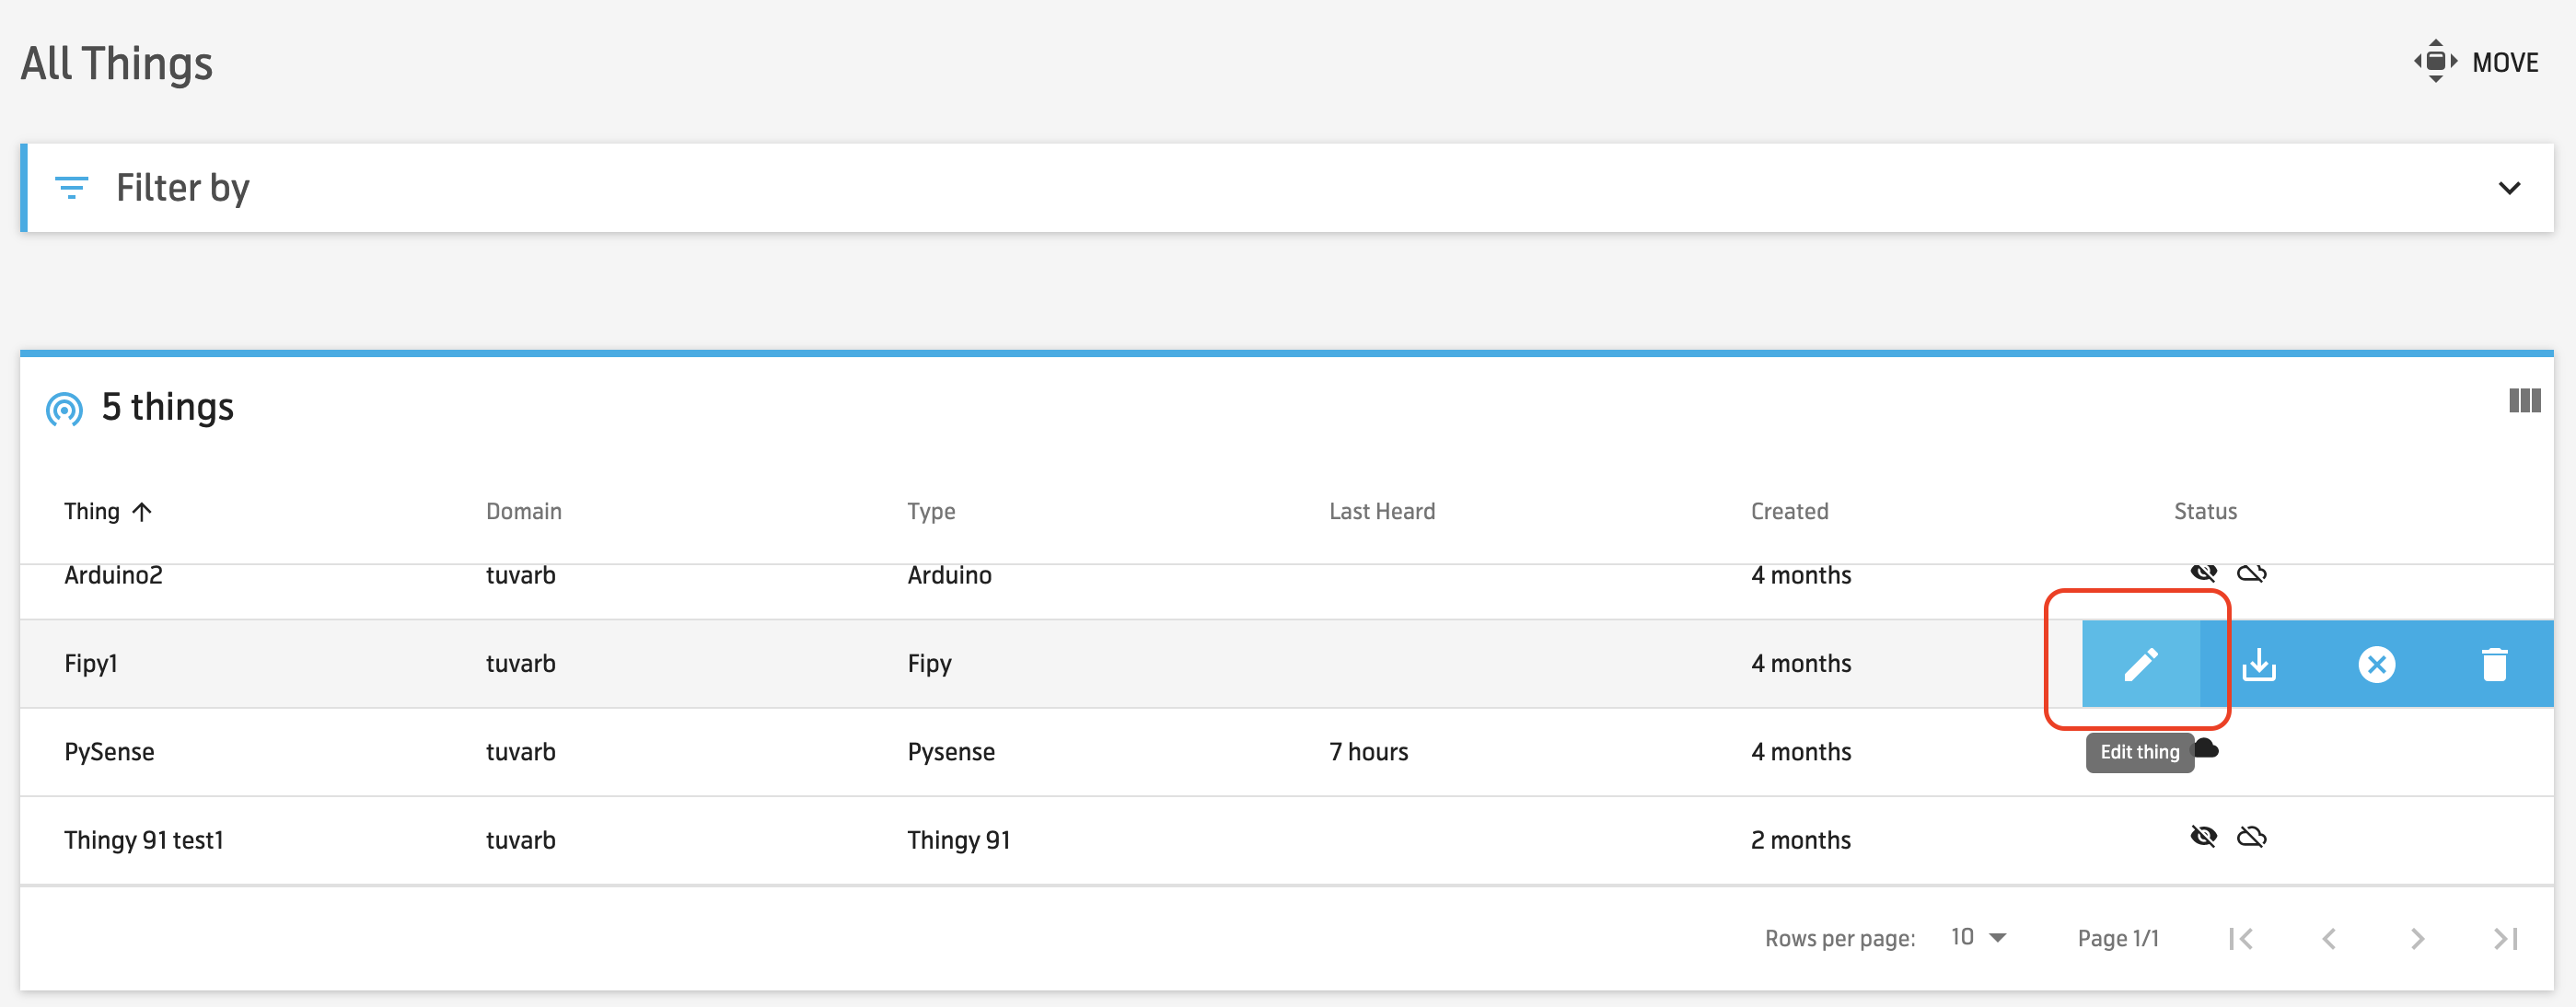 All Things
MOVE
Filter by
5 things
Thing Domain Type Last Heard Created Status
Arduino2 tuvarb Arduino 4 months
Fipy1 tuvarb Fipy 4 months
PySense tuvarb Pysense 7 hours 4 months Edit thing
Thingy 91 test1 tuvarb Thingy 91 2 months
Rows per page: 10 Page 1/1